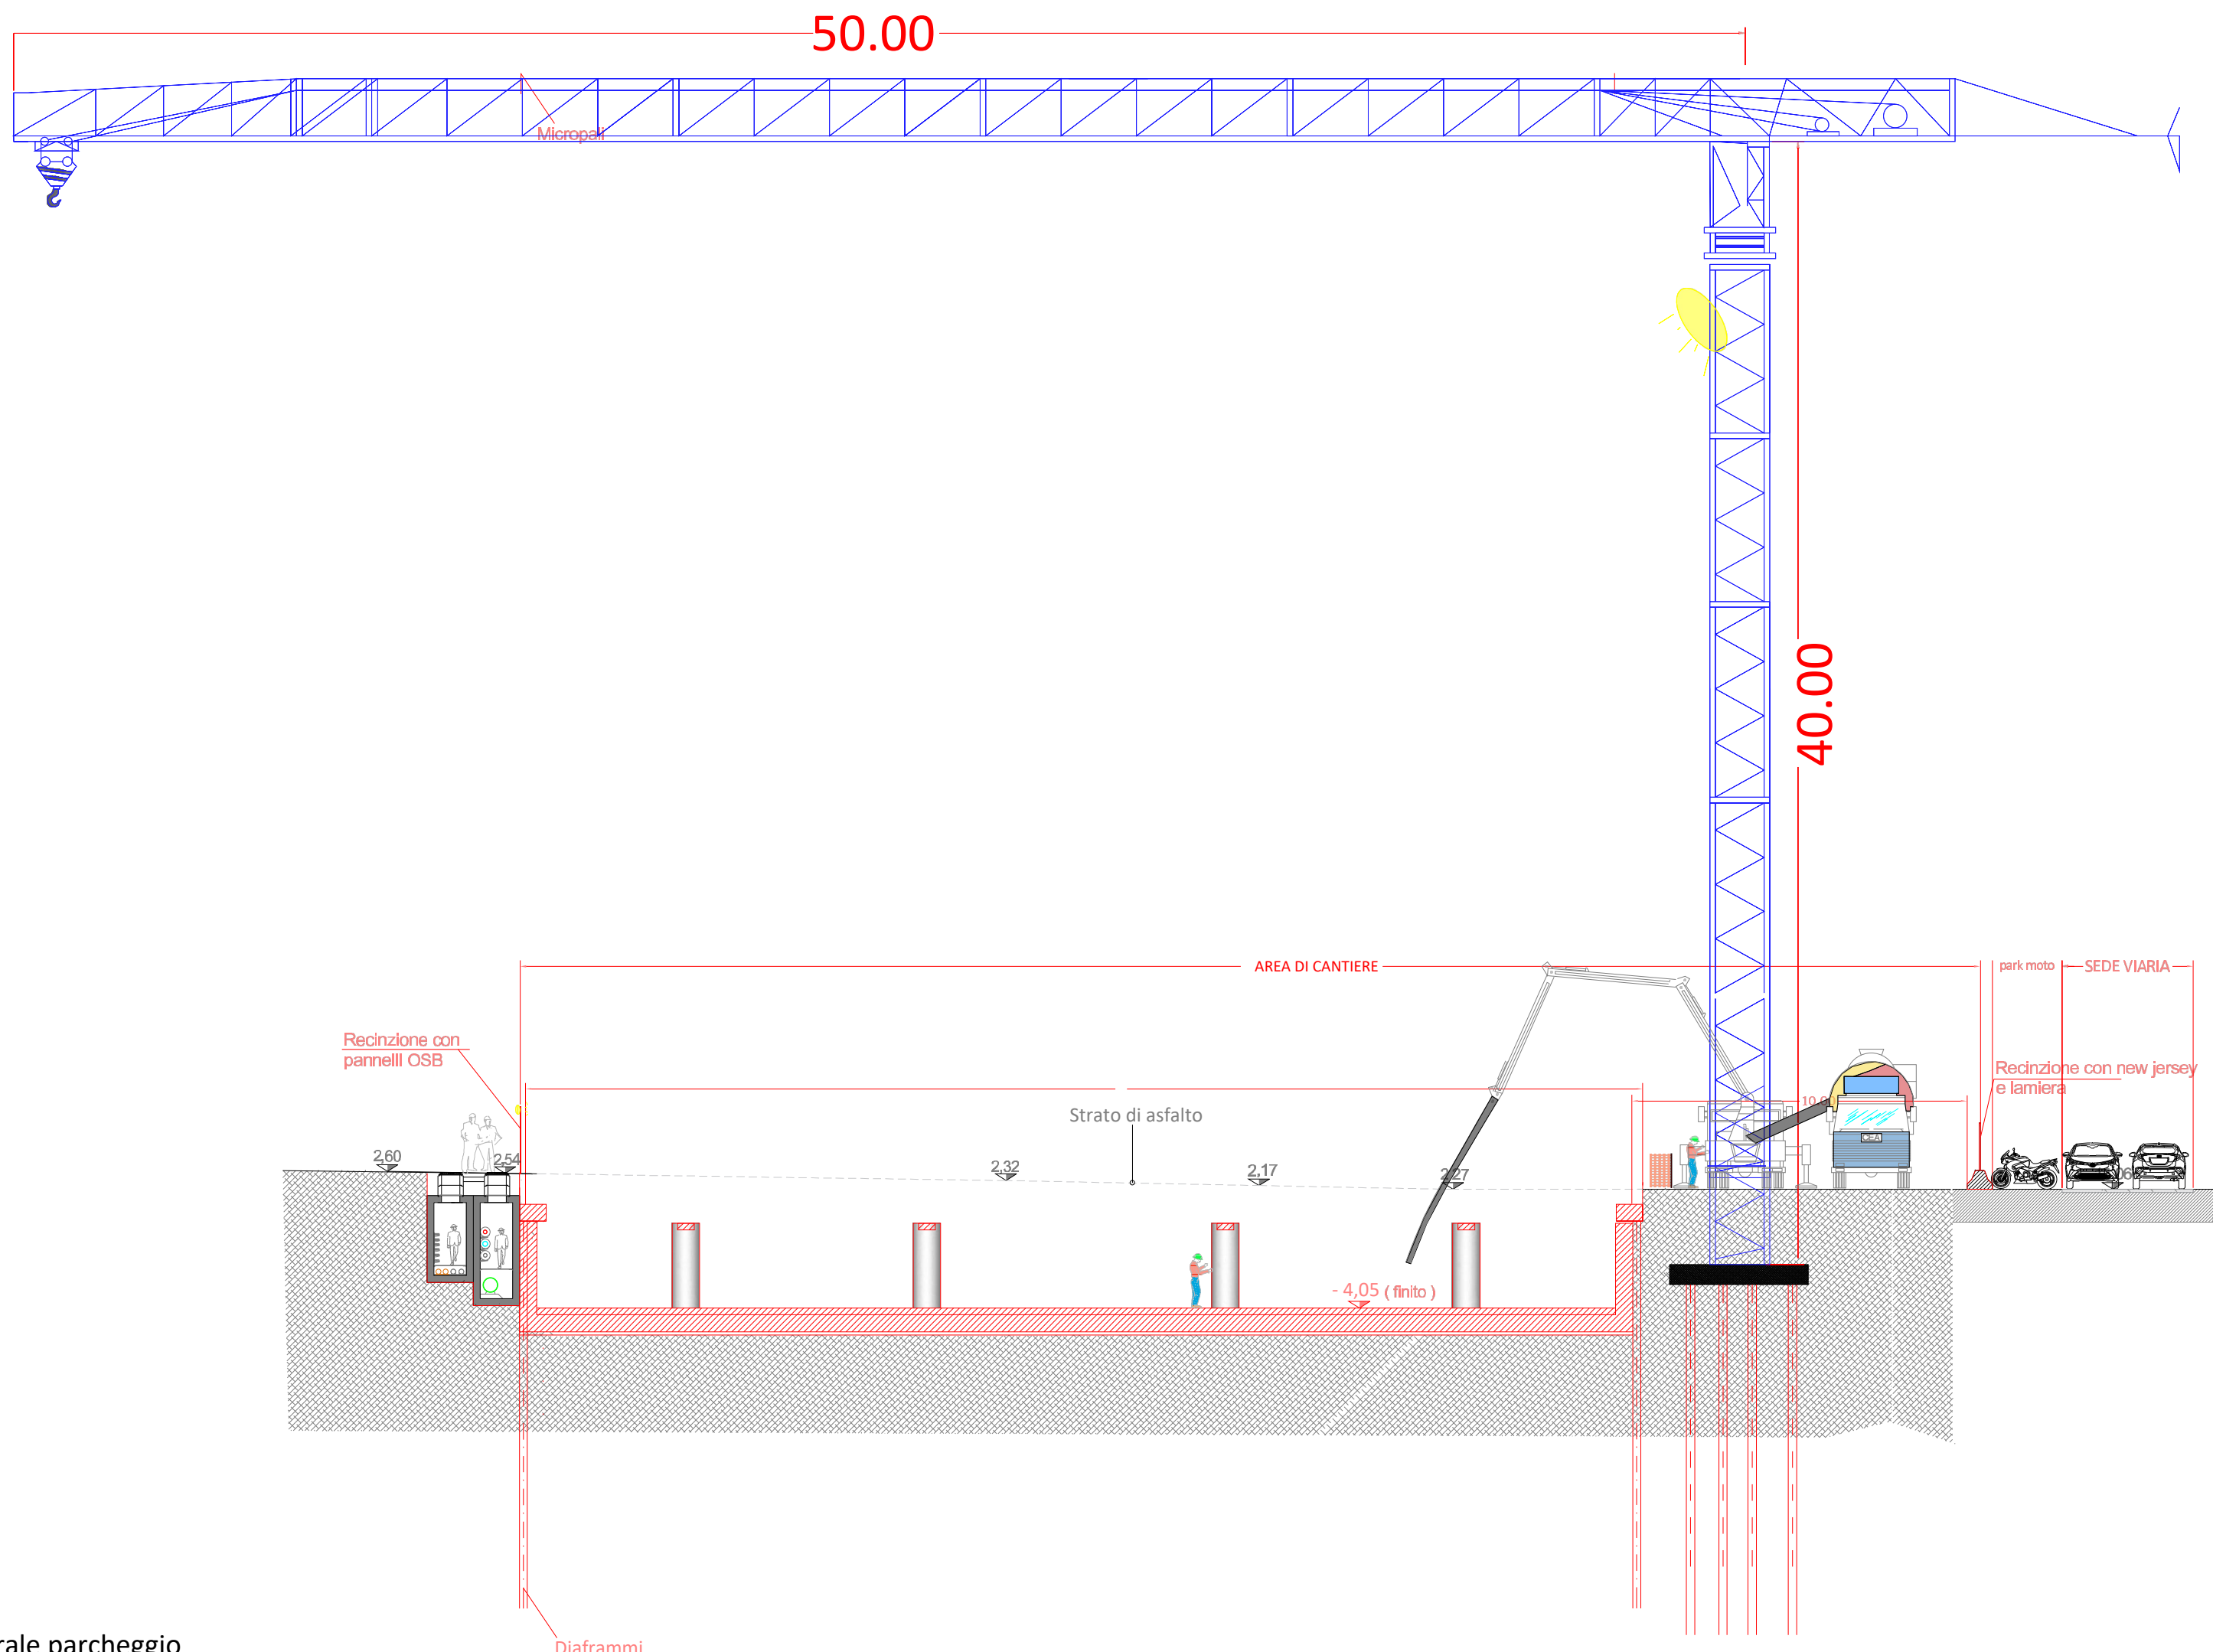 50.00
Micropali
40.00
AREA DI CANTIERE
park moto
SEDE VIARIA
Recinzione con
pannelli OSB
Recinzione con new jersey
e lamiera
Strato di asfalto
2,60
2,54
2,32
2,17
2,27
- 4,05 ( finito )
rale parcheggio
Diaframmi